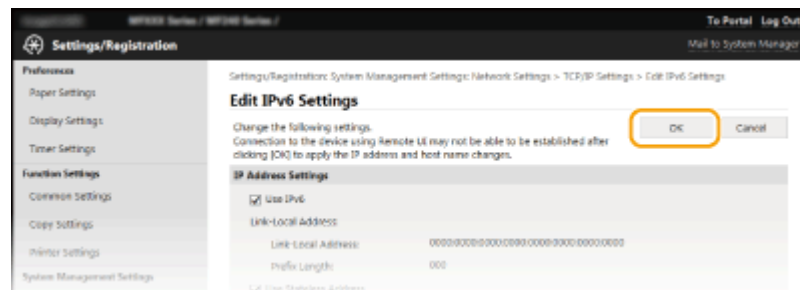 MF240 Series /
To Portal Log Out
Settings/Registration
Mail to System Manager
Preferences
Paper Settings
Display Settings
Timer Settings
Function Settings
Common Settings
Copy Settings
Printer Settings
System Management Settings
Settings/Registration: System Management Settings: Network Settings > TCP/IP Settings > Edit IPv6 Settings
Edit IPv6 Settings
Change the following settings.
Connection to the device using Remote UI may not be able to be established after
clicking [OK] to apply the IP address and host name changes.
OK
Cancel
IP Address Settings
Use IPv6
Link-Local Address:
Link-Local Address: 0000:0000:0000:0000:0000:0000:0000:0000
Prefix Length: 000
Use Stateless Address